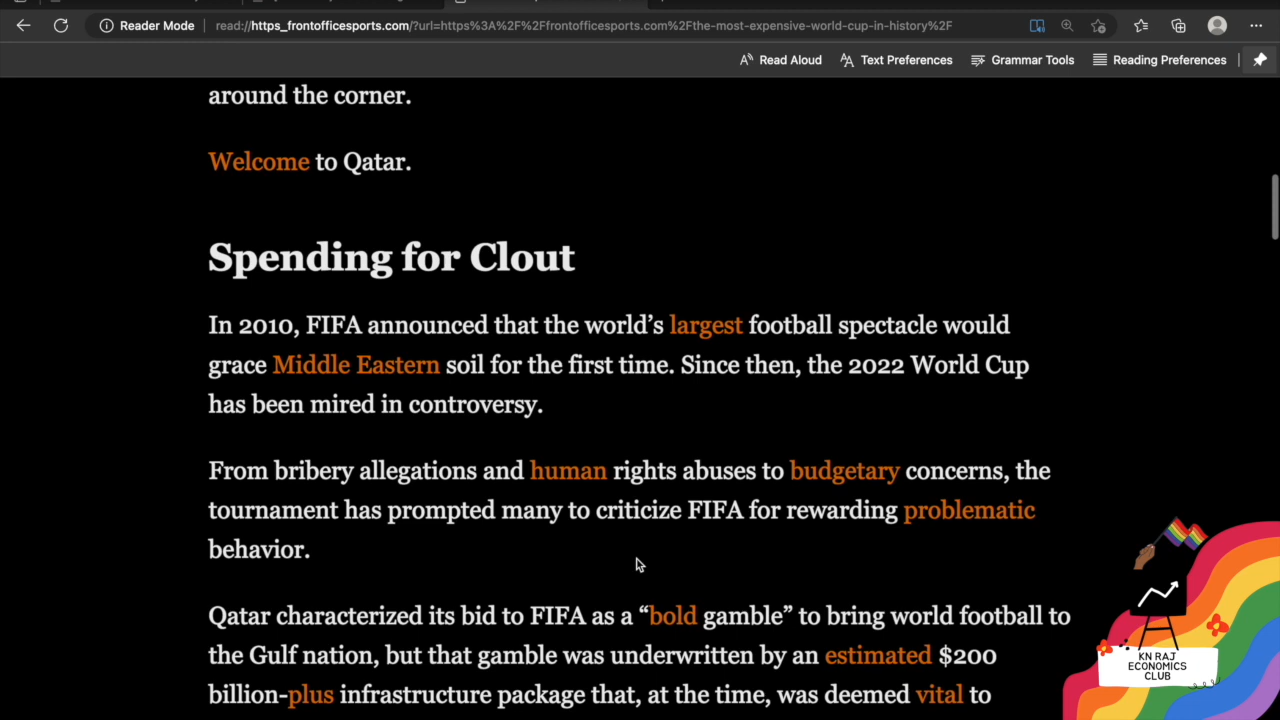 Reader Mode
read://https_frontofficesports.com/?url=https%3A%2F%2Ffrontofficesports.com%2Fthe-most-expensive-world-cup-in-history%2F
Read Aloud
Text Preferences
Grammar Tools
Reading Preferences
around the corner.
Welcome to Qatar.
Spending for Clout
In 2010, FIFA announced that the world’s largest football spectacle would
grace Middle Eastern soil for the first time. Since then, the 2022 World Cup
has been mired in controversy.
From bribery allegations and human rights abuses to budgetary concerns, the
tournament has prompted many to criticize FIFA for rewarding problematic
behavior.
Qatar characterized its bid to FIFA as a “bold gamble” to bring world football to
the Gulf nation, but that gamble was underwritten by an estimated $200
billion-plus infrastructure package that, at the time, was deemed vital to
KN RAJ
ECONOMICS
CLUB